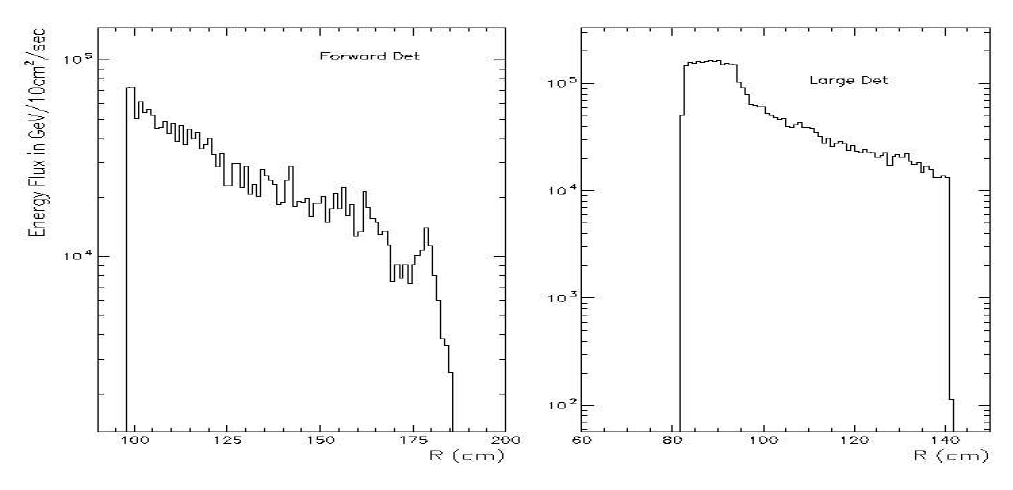 Energy Flux in GeV/10cm²/sec
Forward Det
10⁵
10⁴
100 125 150 175 200
R (cm)
Large Det
10⁵
10⁴
10³
10²
60 80 100 120 140
R (cm)